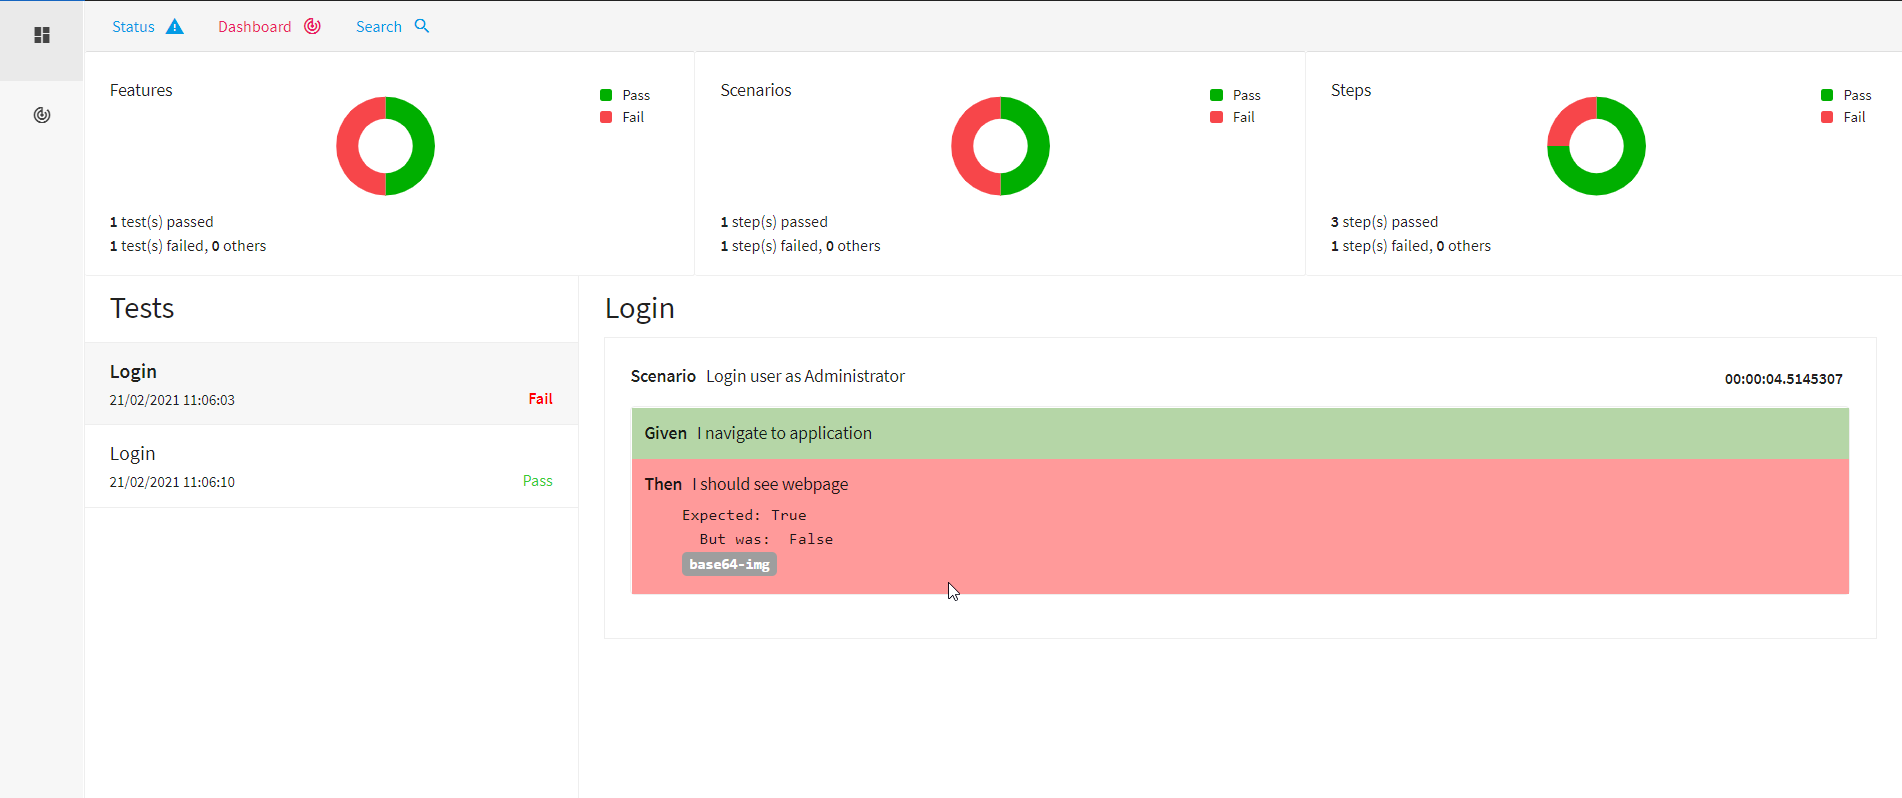 Status Dashboard Search
Features
Pass
Fail
1 test(s) passed
1 test(s) failed, 0 others
Scenarios
Pass
Fail
1 step(s) passed
1 step(s) failed, 0 others
Steps
Pass
Fail
3 step(s) passed
1 step(s) failed, 0 others
Tests
Login
21/02/2021 11:06:03 Fail
Login
21/02/2021 11:06:10 Pass
Login
Scenario Login user as Administrator 00:00:04.5145307
Given I navigate to application
Then I should see webpage
Expected: True
But was: False
base64-img